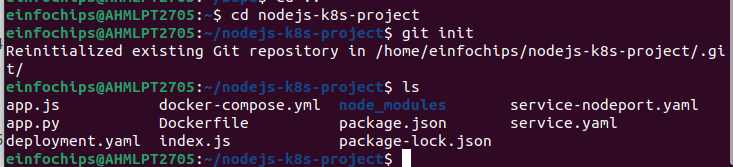 einfochips@AHMLPT2705:~$ cd nodejs-k8s-project
einfochips@AHMLPT2705:~/nodejs-k8s-project$ git init
Reinitialized existing Git repository in /home/einfochips/nodejs-k8s-project/.gi
t/
einfochips@AHMLPT2705:~/nodejs-k8s-project$ ls
app.js docker-compose.yml node_modules service-nodeport.yaml
app.py Dockerfile package.json service.yaml
deployment.yaml index.js package-lock.json
einfochips@AHMLPT2705:~/nodejs-k8s-project$